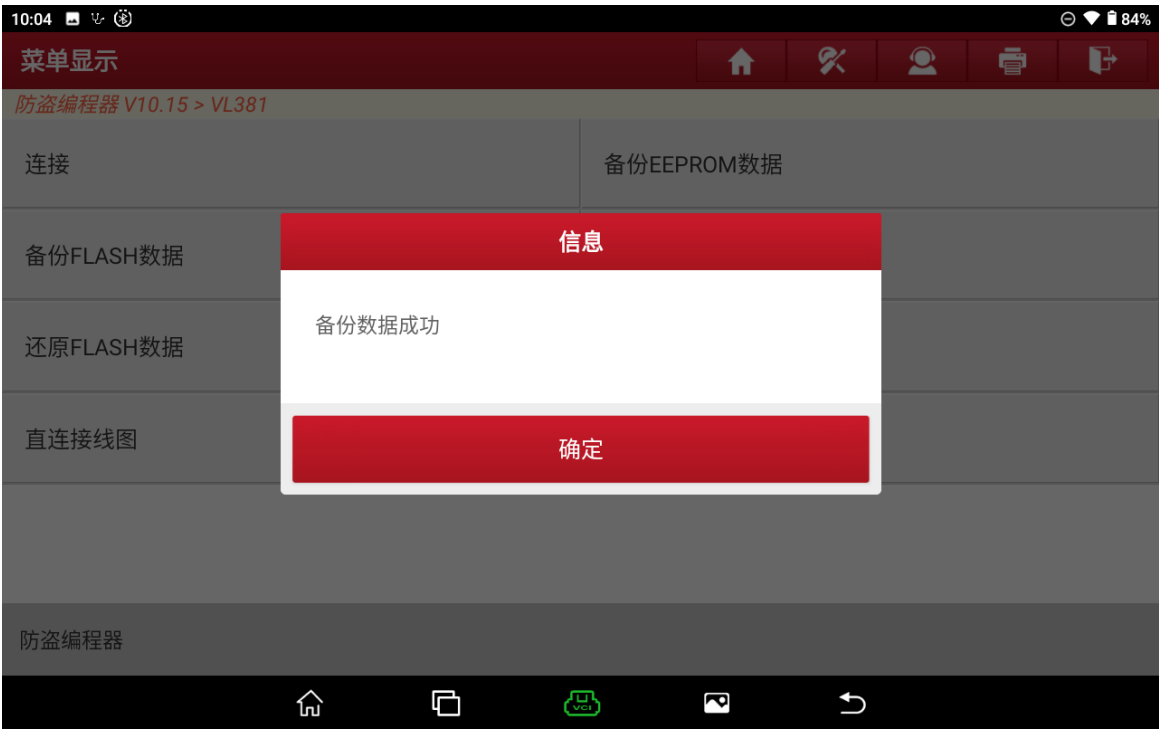 10:04
84%
菜单显示
防盗编程器 V10.15 > VL381
连接
备份EEPROM数据
备份FLASH数据
信息
备份数据成功
还原FLASH数据
直连接线图
确定
防盗编程器
VCI